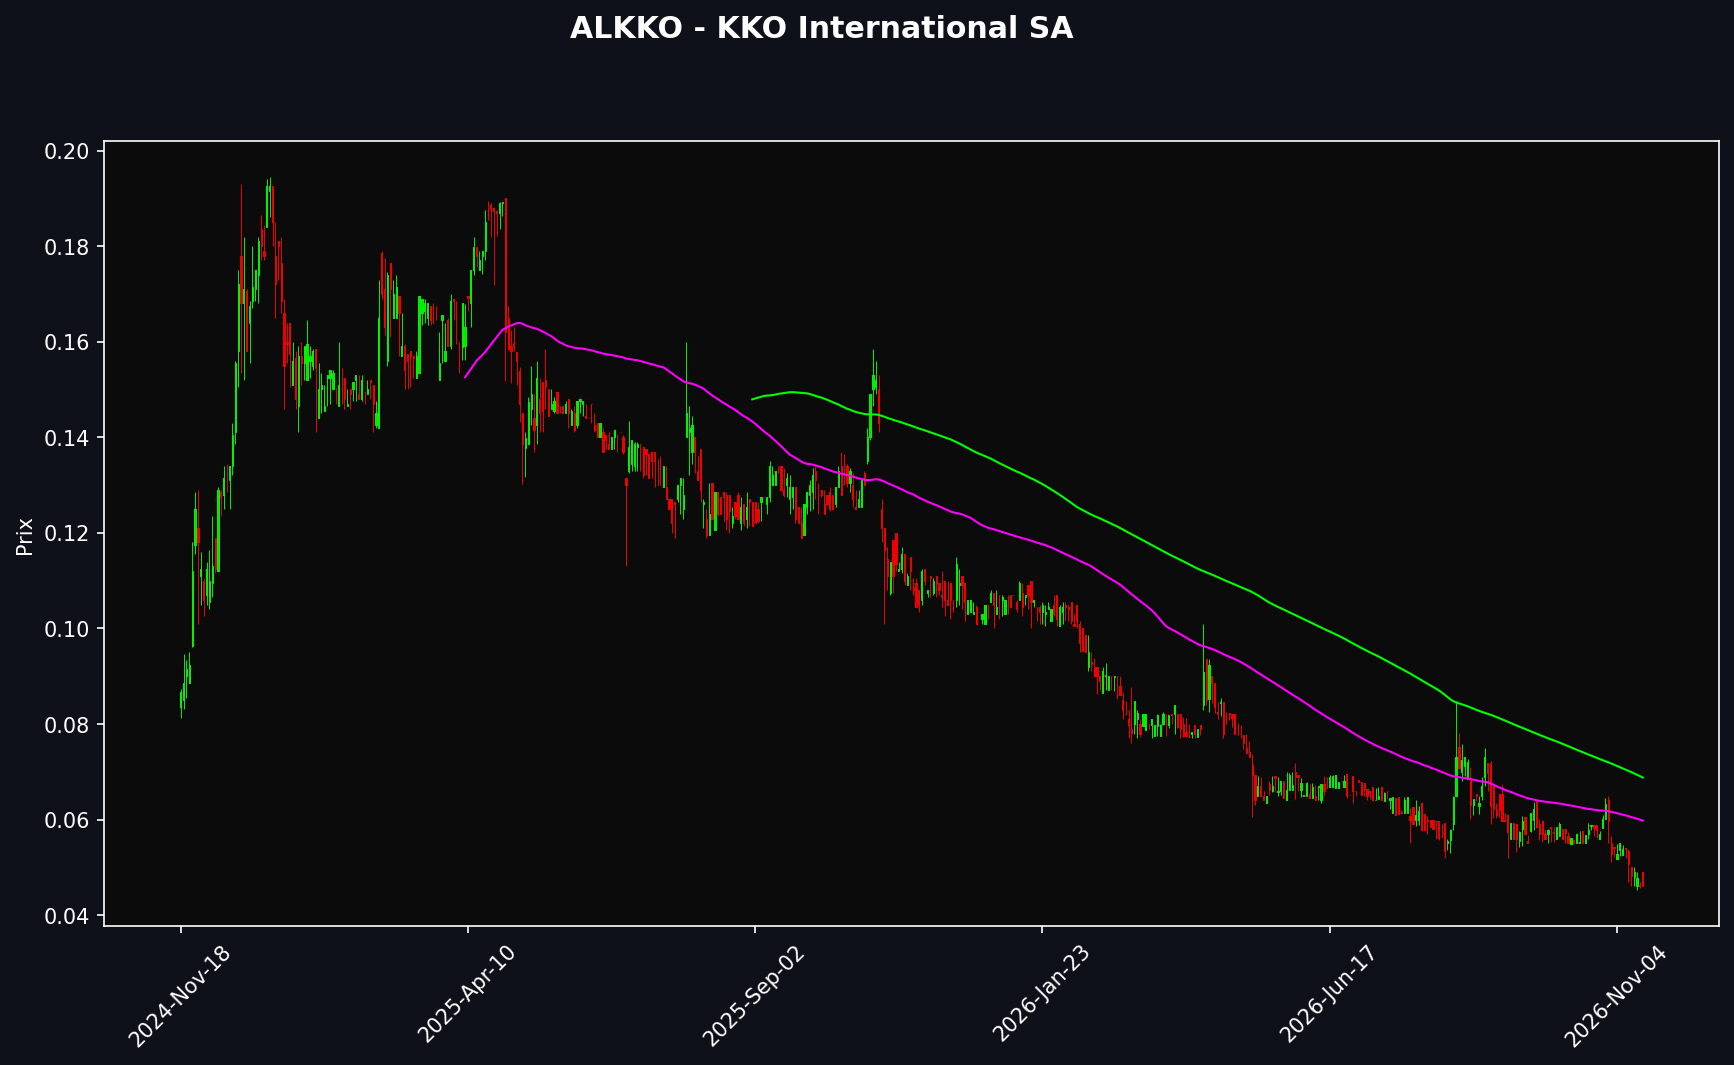 ALKKO - KKO International SA
Prix
0.20
0.18
0.16
0.14
0.12
0.10
0.08
0.06
0.04
2024-Nov-18
2025-Apr-10
2025-Sep-02
2026-Jan-23
2026-Jun-17
2026-Nov-04